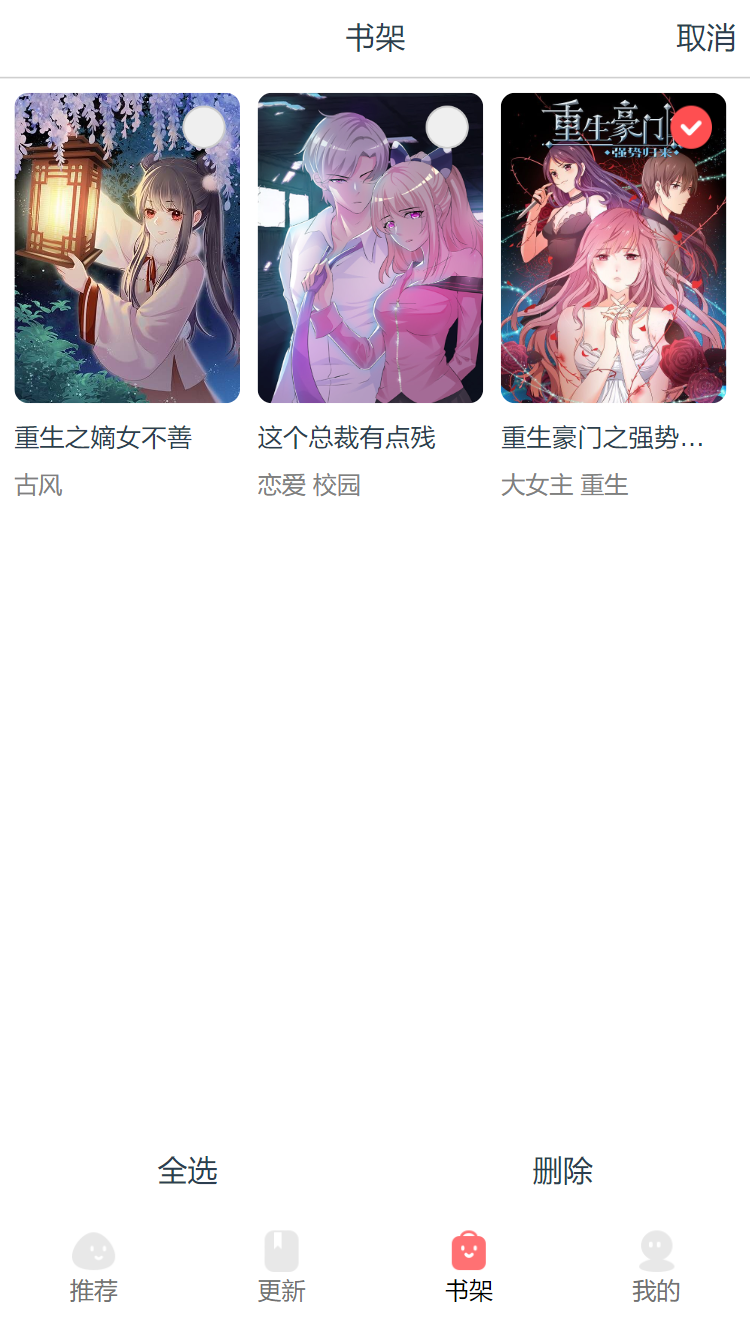 书架
取消
重生豪门
强势归来
重生之嫡女不善
这个总裁有点残
重生豪门之强势…
古风
恋爱 校园
大女主 重生
全选
删除
推荐
更新
书架
我的